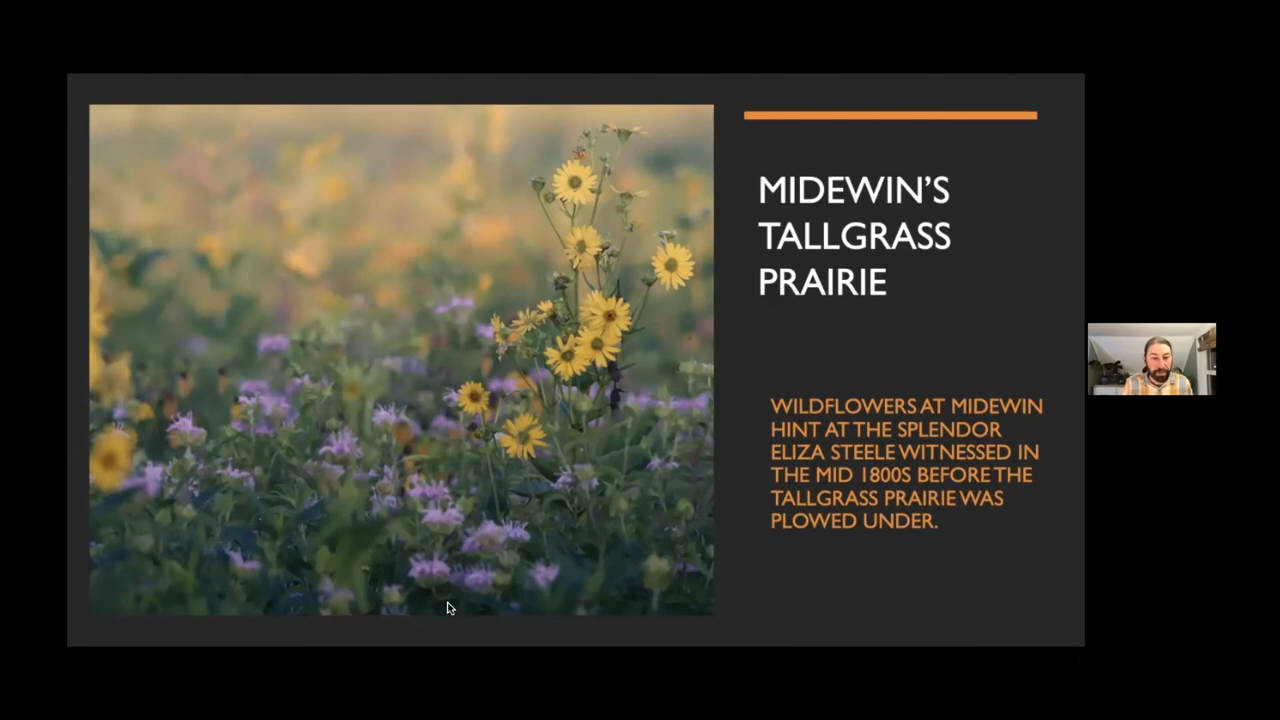 MIDEWIN'S
TALLGRASS
PRAIRIE
WILDFLOWERS AT MIDEWIN
HINT AT THE SPLENDOR
ELIZA STEELE WITNESSED IN
THE MID 1800S BEFORE THE
TALLGRASS PRAIRIE WAS
PLOWED UNDER.